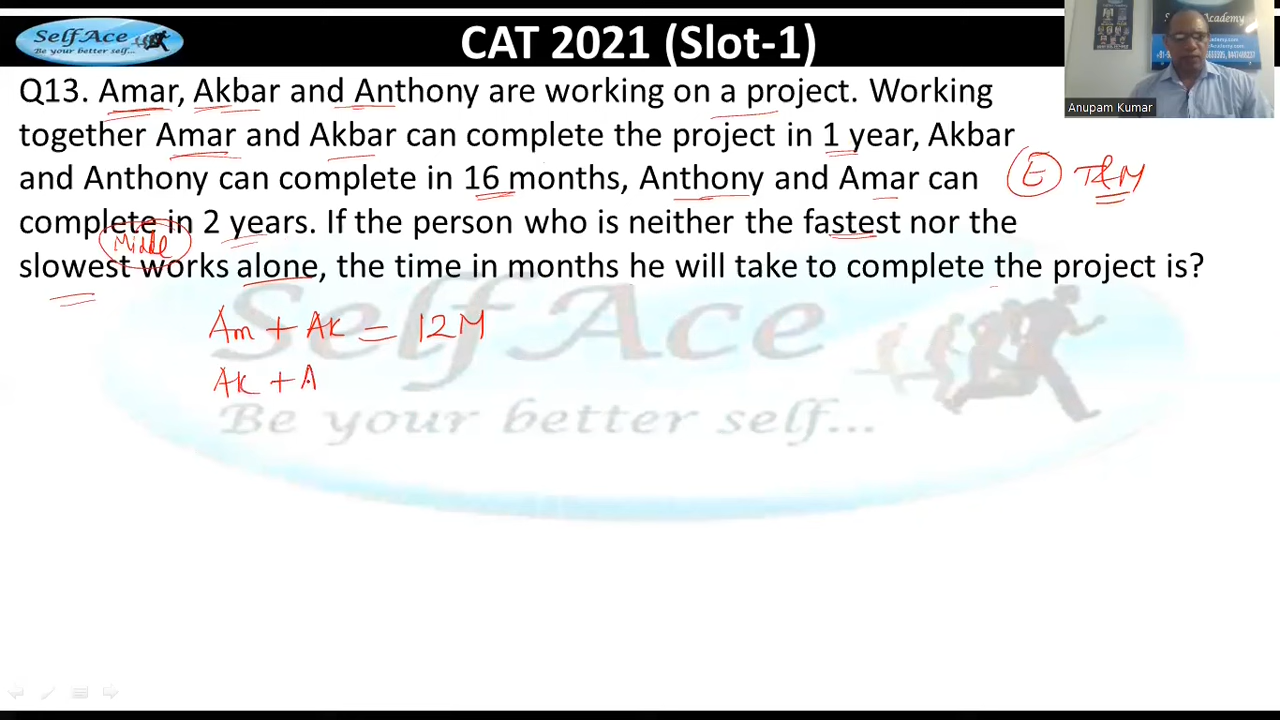 Self Ace
Be your better self...
CAT 2021 (Slot-1)
Anupam Kumar
Q13. Amar, Akbar and Anthony are working on a project. Working
together Amar and Akbar can complete the project in 1 year, Akbar
and Anthony can complete in 16 months, Anthony and Amar can
E T&M
complete in 2 years. If the person who is neither the fastest nor the
Middle
slowest works alone, the time in months he will take to complete the project is?
Am + AK = 12M
AK + A
Self Ace
Be your better self...